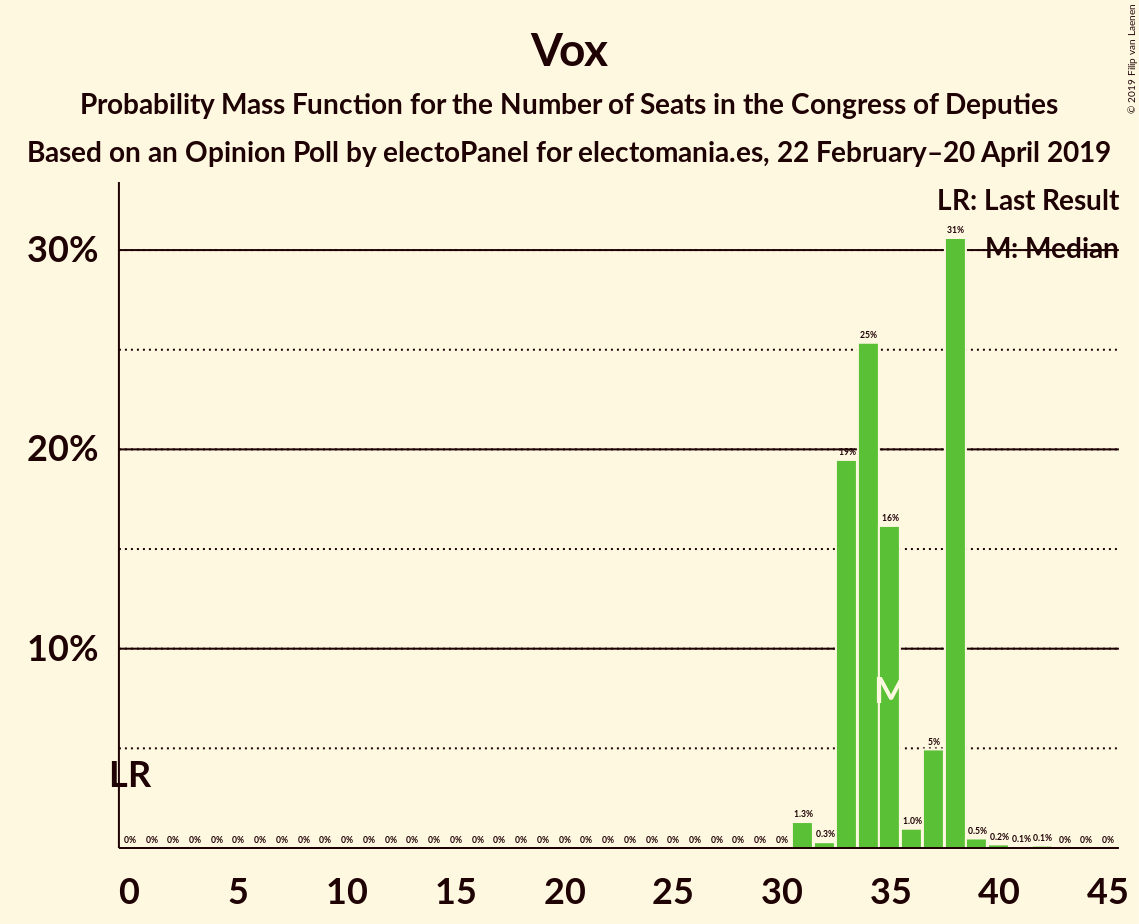 Vox
Probability Mass Function for the Number of Seats in the Congress of Deputies
Based on an Opinion Poll by electoPanel for electomania.es, 22 February–20 April 2019
© 2019 Filip van Laenen
LR: Last Result
M: Median
30%
20%
10%
31%
25%
19%
16%
M
5%
LR
0% 0% 0% 0% 0% 0% 0% 0% 0% 0% 0% 0% 0% 0% 0% 0% 0% 0% 0% 0% 0% 0% 0% 0% 0% 0% 0% 0% 0% 0% 0% 1.3% 0.3% 1.0% 0.5% 0.2% 0.1% 0.1% 0% 0% 0%
0 5 10 15 20 25 30 35 40 45